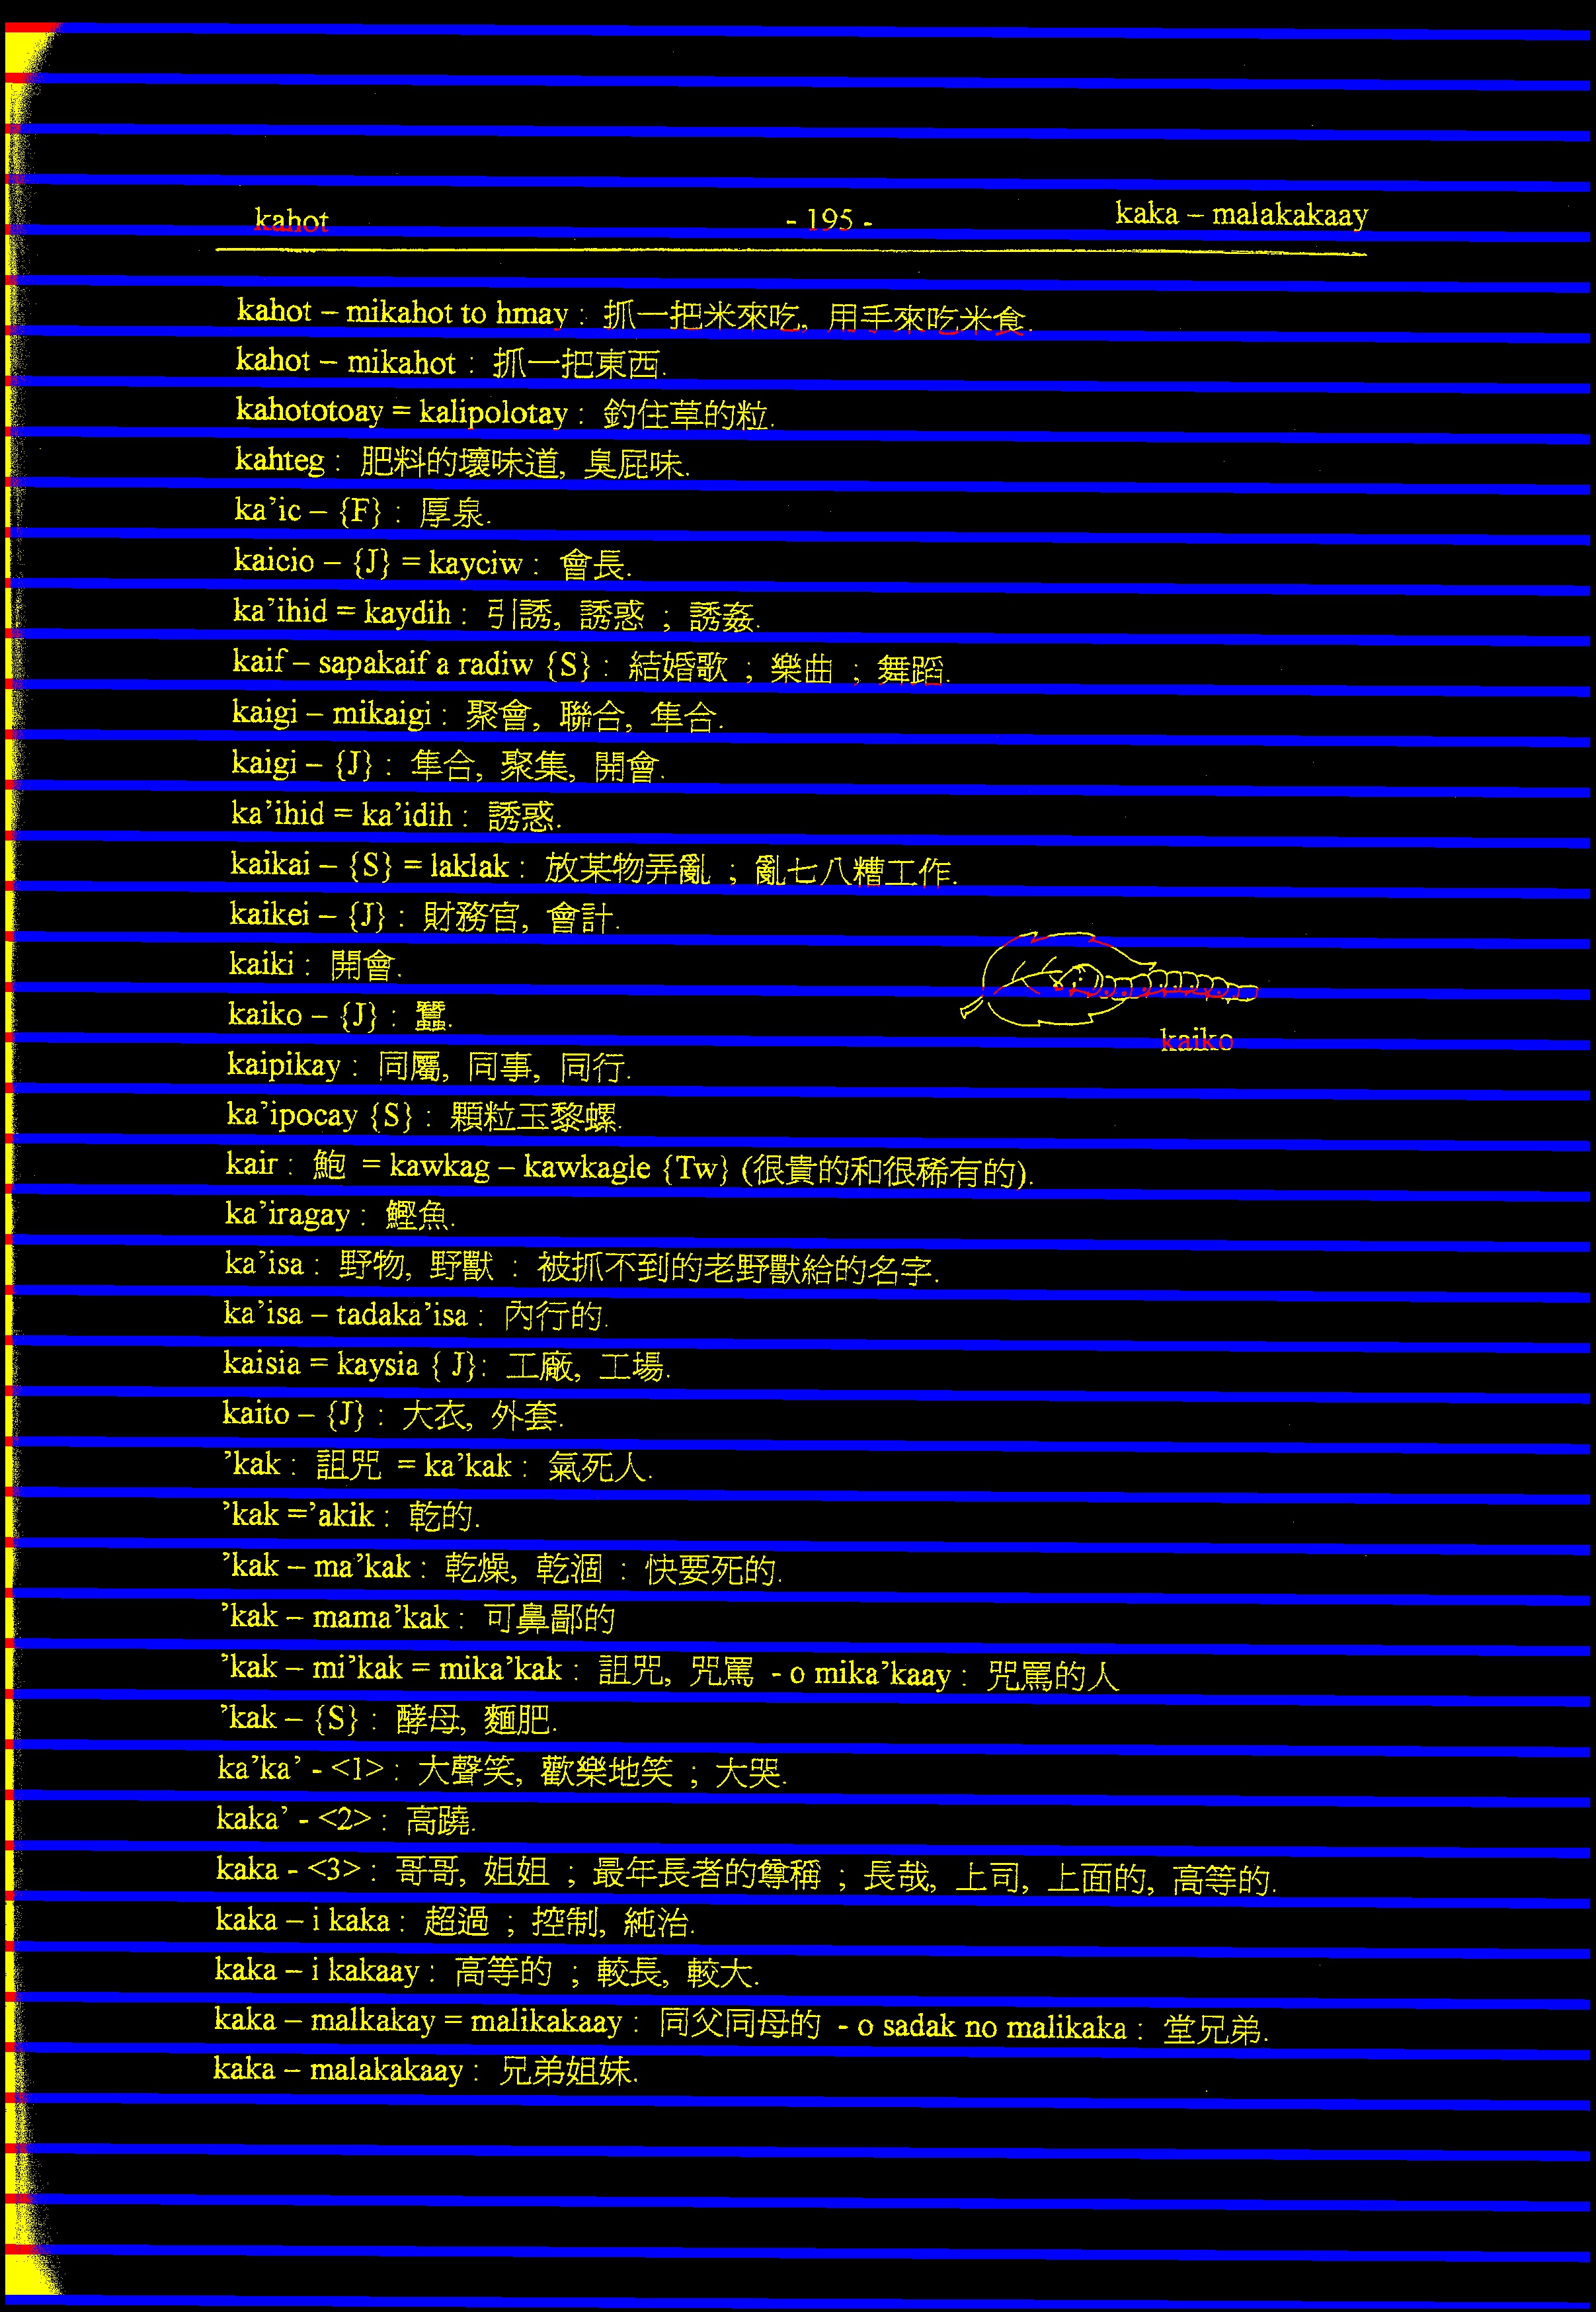 kahot - 195 - kaka – malakakaay
kahot – mikahot to hmay : 抓一把米來吃, 用手來吃米食.
kahot – mikahot : 抓一把東西.
kahototoay = kalipolotay : 釣住草的粒.
kahteg : 肥料的壞味道, 臭屁味.
ka’ic – {F} : 厚泉.
kaicio – {J} = kayciw : 會長.
ka’ihid = kaydih : 引誘, 誘惑 ; 誘姦.
kaif – sapakaif a radiw {S} : 結婚歌 ; 樂曲 ; 舞蹈.
kaigi – mikaigi : 聚會, 聯合, 隼合.
kaigi – {J} : 隼合, 聚集, 開會.
ka’ihid = ka’idih : 誘惑.
kaikai – {S} = laklak : 放某物弄亂 ; 亂七八糟工作.
kaikei – {J} : 財務官, 會計.
kaiki : 開會.
kaiko – {J} : 蠶.
kaiko
kaipikay : 同屬, 同事, 同行.
ka’ipocay {S} : 顆粒玉黎螺.
kair : 鮑 = kawkag – kawkagle {Tw} (很貴的和很稀有的).
ka’iragay : 鰹魚.
ka’isa : 野物, 野獸 : 被抓不到的老野獸給的名字.
ka’isa – tadaka’isa : 內行的.
kaisia = kaysia { J}: 工廠, 工場.
kaito – {J} : 大衣, 外套.
’kak : 詛咒 = ka’kak : 氣死人.
’kak =’akik : 乾的.
’kak – ma’kak : 乾燥, 乾涸 : 快要死的.
’kak – mama’kak : 可鼻鄙的
’kak – mi’kak = mika’kak : 詛咒, 咒罵 - o mika’kaay : 咒罵的人
’kak – {S} : 酵母, 麵肥.
ka’ka’ - <1> : 大聲笑, 歡樂地笑 ; 大哭.
kaka’ - <2> : 高蹺.
kaka - <3> : 哥哥, 姐姐 ; 最年長者的尊稱 ; 長哉, 上司, 上面的, 高等的.
kaka – i kaka : 超過 ; 控制, 純治.
kaka – i kakaay : 高等的 ; 較長, 較大.
kaka – malkakay = malikakaay : 同父同母的 - o sadak no malikaka : 堂兄弟.
kaka – malakakaay : 兄弟姐妹.